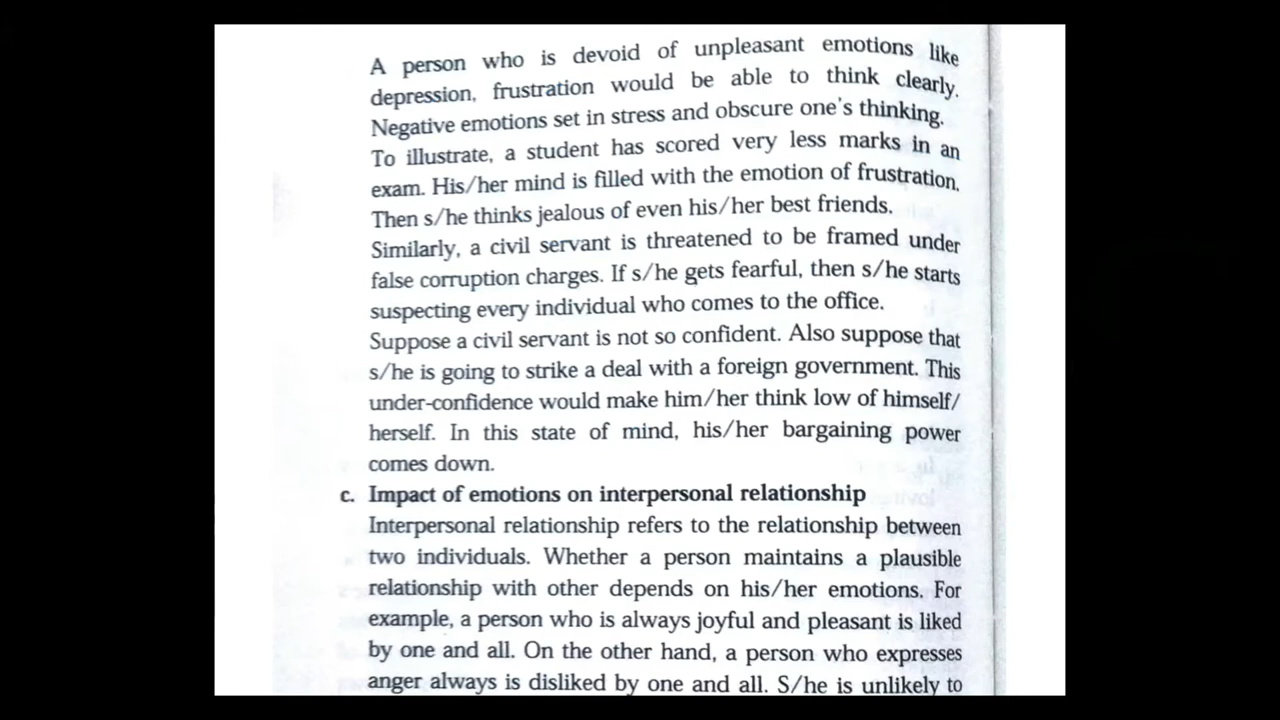 A person who is devoid of unpleasant emotions like
depression, frustration would be able to think clearly.
Negative emotions set in stress and obscure one's thinking.
To illustrate, a student has scored very less marks in an
exam. His/her mind is filled with the emotion of frustration.
Then s/he thinks jealous of even his/her best friends.
Similarly, a civil servant is threatened to be framed under
false corruption charges. If s/he gets fearful, then s/he starts
suspecting every individual who comes to the office.
Suppose a civil servant is not so confident. Also suppose that
s/he is going to strike a deal with a foreign government. This
under-confidence would make him/her think low of himself/
herself. In this state of mind, his/her bargaining power
comes down.
c. Impact of emotions on interpersonal relationship
Interpersonal relationship refers to the relationship between
two individuals. Whether a person maintains a plausible
relationship with other depends on his/her emotions. For
example, a person who is always joyful and pleasant is liked
by one and all. On the other hand, a person who expresses
anger always is disliked by one and all. S/he is unlikely to